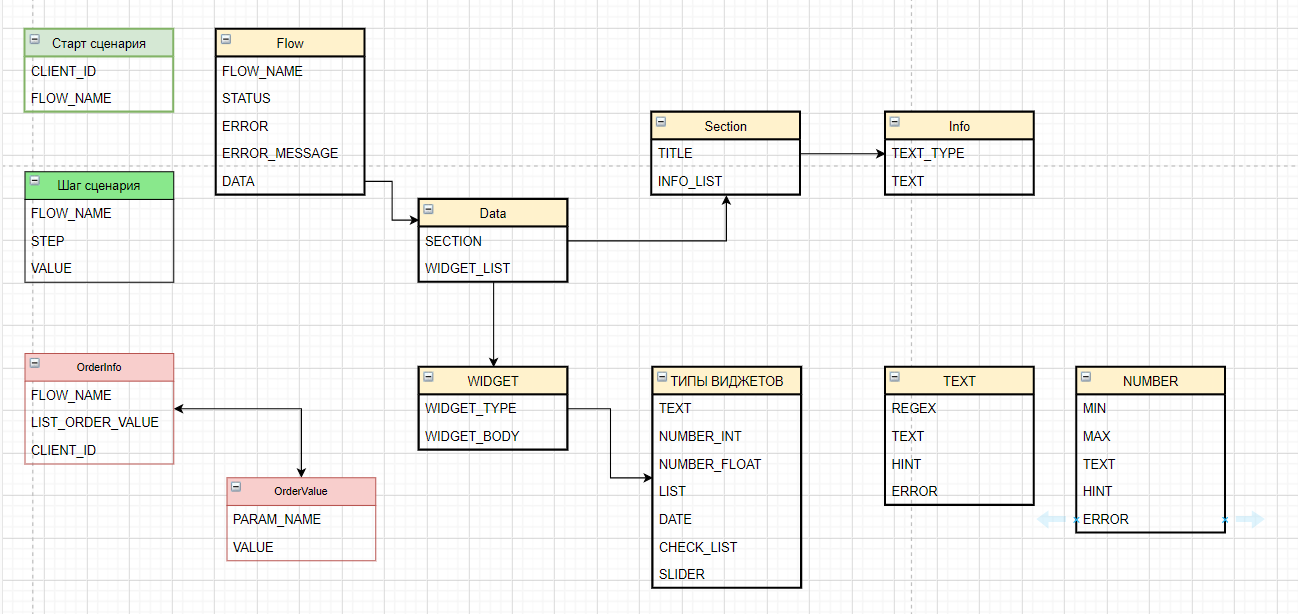 Старт сценария
CLIENT_ID
FLOW_NAME
Flow
FLOW_NAME
STATUS
ERROR
ERROR_MESSAGE
DATA
Section
TITLE
INFO_LIST
Info
TEXT_TYPE
TEXT
Шаг сценария
FLOW_NAME
STEP
VALUE
Data
SECTION
WIDGET_LIST
OrderInfo
FLOW_NAME
LIST_ORDER_VALUE
CLIENT_ID
OrderValue
PARAM_NAME
VALUE
WIDGET
WIDGET_TYPE
WIDGET_BODY
ТИПЫ ВИДЖЕТОВ
TEXT
NUMBER_INT
NUMBER_FLOAT
LIST
DATE
CHECK_LIST
SLIDER
TEXT
REGEX
TEXT
HINT
ERROR
NUMBER
MIN
MAX
TEXT
HINT
ERROR